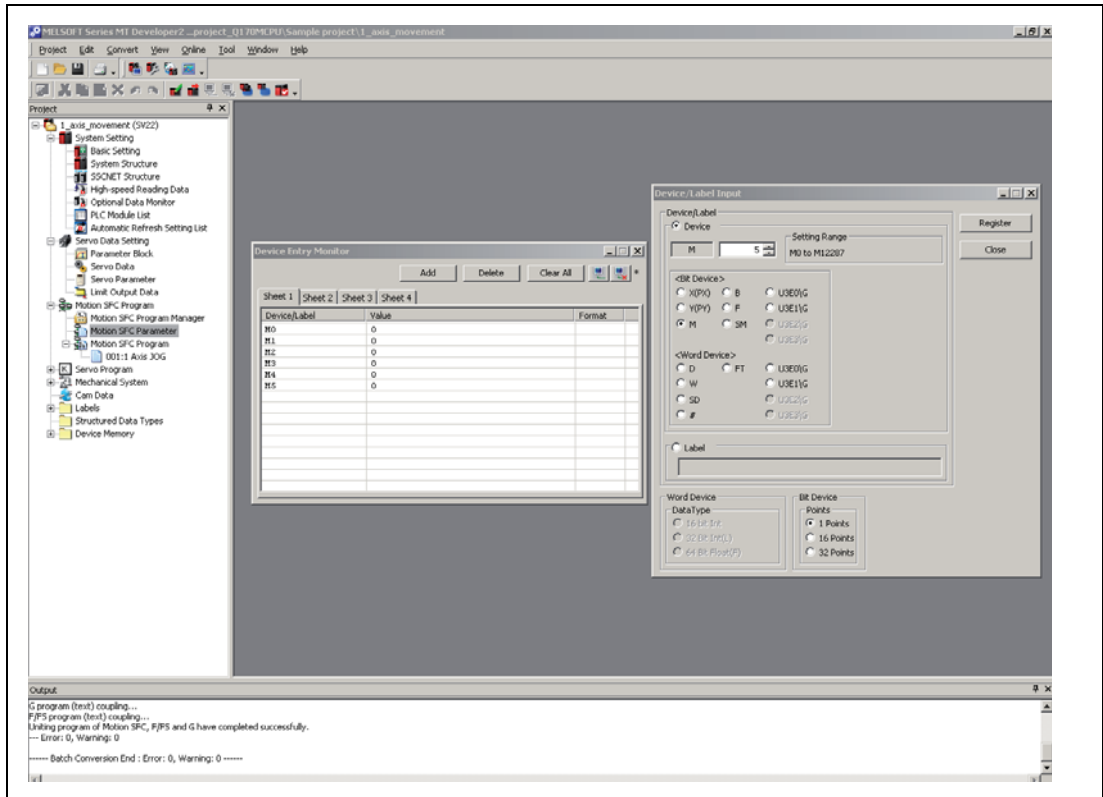 MELSOFT Series MT Developer2 ...project_Q170MCPU\Sample project\1_axis_movement
Project Edit Convert View Online Tool Window Help
Project
1_axis_movement (SV22)
System Setting
Basic Setting
System Structure
SSCNET Structure
High-speed Reading Data
Optional Data Monitor
PLC Module List
Automatic Refresh Setting List
Servo Data Setting
Parameter Block
Servo Data
Servo Parameter
Limit Output Data
Motion SFC Program
Motion SFC Program Manager
Motion SFC Parameter
Motion SFC Program
001:1 Axis JOG
Servo Program
Mechanical System
Cam Data
Labels
Structured Data Types
Device Memory
Device Entry Monitor
Add Delete Clear All *
Sheet 1 Sheet 2 Sheet 3 Sheet 4
Device/Label Value Format
M0 0
M1 0
M2 0
M3 0
M4 0
M5 0
Device/Label Input
Device/Label
Device
Register
Setting Range
M 5 M0 to M12287
Close
<Bit Device>
X(PX) B U3E0\G
Y(PY) F U3E1\G
M SM U3E2\G
U3E3\G
<Word Device>
D FT U3E0\G
W U3E1\G
SD U3E2\G
# U3E3\G
Label
Word Device Bit Device
DataType Points
16 bit Int 1 Points
32 Bit Int(L) 16 Points
64 Bit Float(F) 32 Points
Output
G program (text) coupling...
F/FS program (text) coupling...
Uniting program of Motion SFC, F/FS and G have completed successfully.
--- Error: 0, Warning: 0
------ Batch Conversion End : Error: 0, Warning: 0 ------